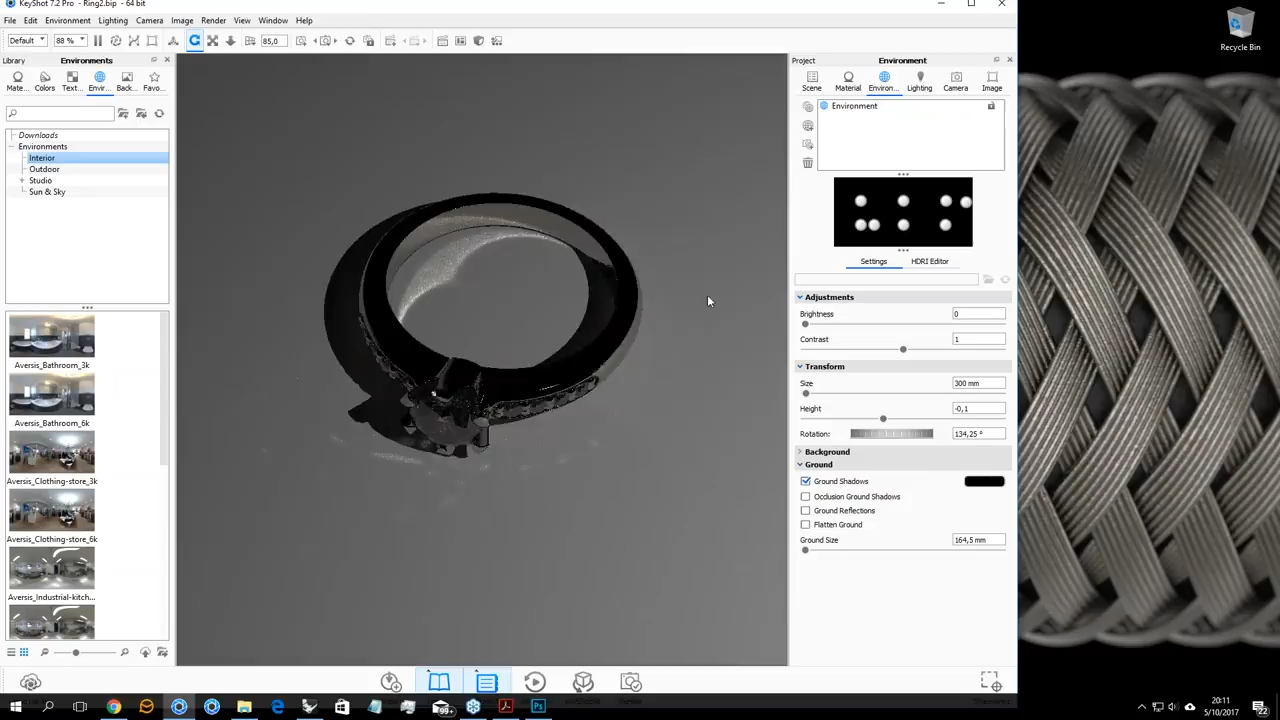 KeyShot 7.2 Pro - Ring2.bip - 64 bit
File Edit Environment Lighting Camera Image Render View Window Help
Default 88 % 85,0
Recycle Bin
Library Environments
Mate... Colors Text... Envir... Back... Favo...
Downloads
Environments
Interior
Outdoor
Studio
Sun & Sky
Aversis_Bathroom_3k
Aversis_Bathroom_6k
Aversis_Clothing-store_3k
Aversis_Clothing-store_6k
Aversis_Industrial-kitch...
Project Environment
Scene Material Environ... Lighting Camera Image
Environment
Settings HDRI Editor
Adjustments
Brightness 0
Contrast 1
Transform
Size 300 mm
Height -0,1
Rotation: 134,25 °
Background
Ground
Ground Shadows
Occlusion Ground Shadows
Ground Reflections
Flatten Ground
Ground Size 164,5 mm
99+
20:11
5/10/2017
22